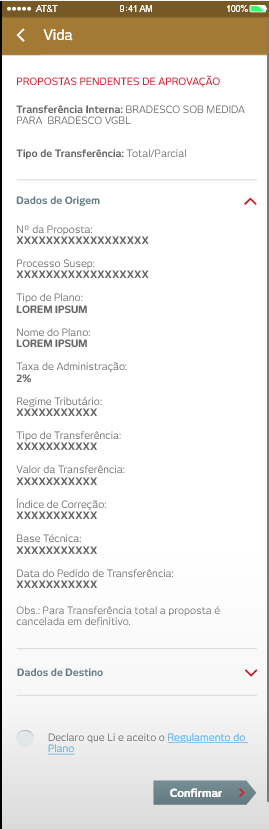 AT&T 9:41 AM 100%
Vida
PROPOSTAS PENDENTES DE APROVAÇÃO
Transferência Interna: BRADESCO SOB MEDIDA
PARA BRADESCO VGBL
Tipo de Transferência: Total/Parcial
Dados de Origem
Nº da Proposta:
XXXXXXXXXXXXXXXXXX
Processo Susep:
XXXXXXXXXXXXXXXXXX
Tipo de Plano:
LOREM IPSUM
Nome do Plano:
LOREM IPSUM
Taxa de Administração:
2%
Regime Tributário:
XXXXXXXXXXX
Tipo de Transferência:
XXXXXXXXXXX
Valor da Transferência:
XXXXXXXXXXX
Índice de Correção:
XXXXXXXXXXX
Base Técnica:
XXXXXXXXXXX
Data do Pedido de Transferência:
XXXXXXXXXXX
Obs.: Para Transferência total a proposta é
cancelada em definitivo.
Dados de Destino
Declaro que Li e aceito o Regulamento do
Plano
Confirmar